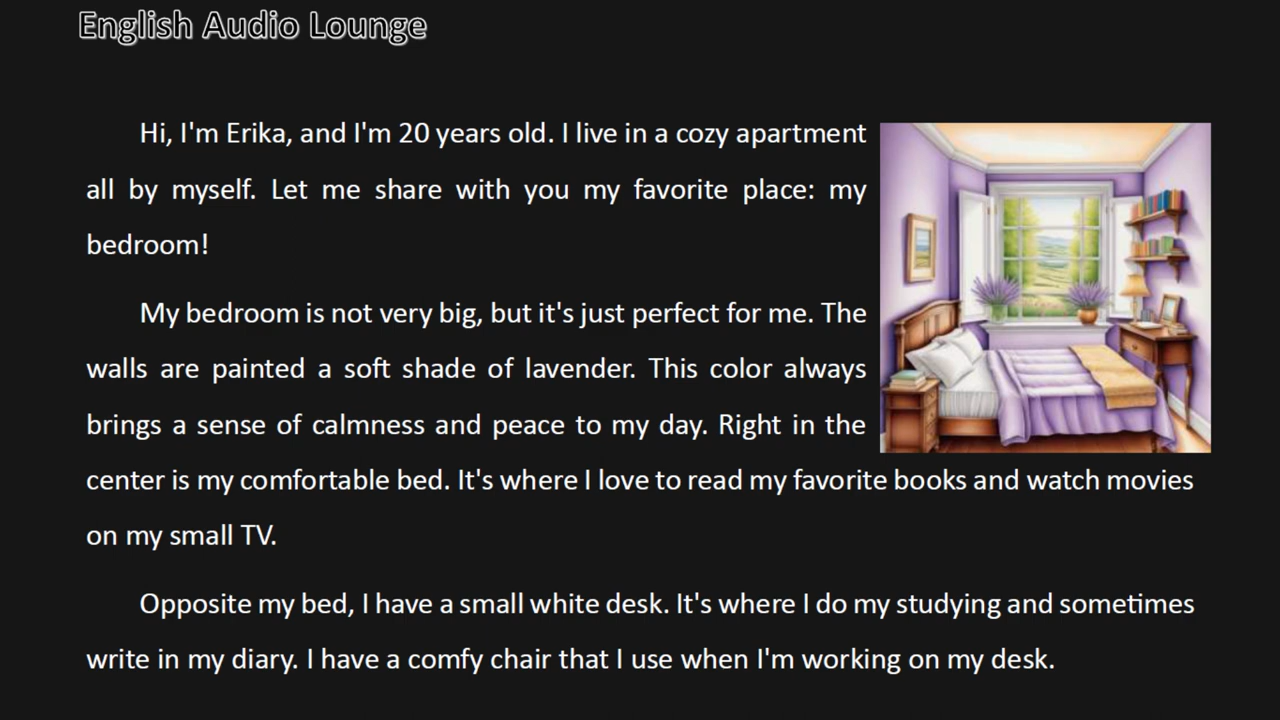 English Audio Lounge
Hi, I'm Erika, and I'm 20 years old. I live in a cozy apartment
all by myself. Let me share with you my favorite place: my
bedroom!
My bedroom is not very big, but it's just perfect for me. The
walls are painted a soft shade of lavender. This color always
brings a sense of calmness and peace to my day. Right in the
center is my comfortable bed. It's where I love to read my favorite books and watch movies
on my small TV.
Opposite my bed, I have a small white desk. It's where I do my studying and sometimes
write in my diary. I have a comfy chair that I use when I'm working on my desk.